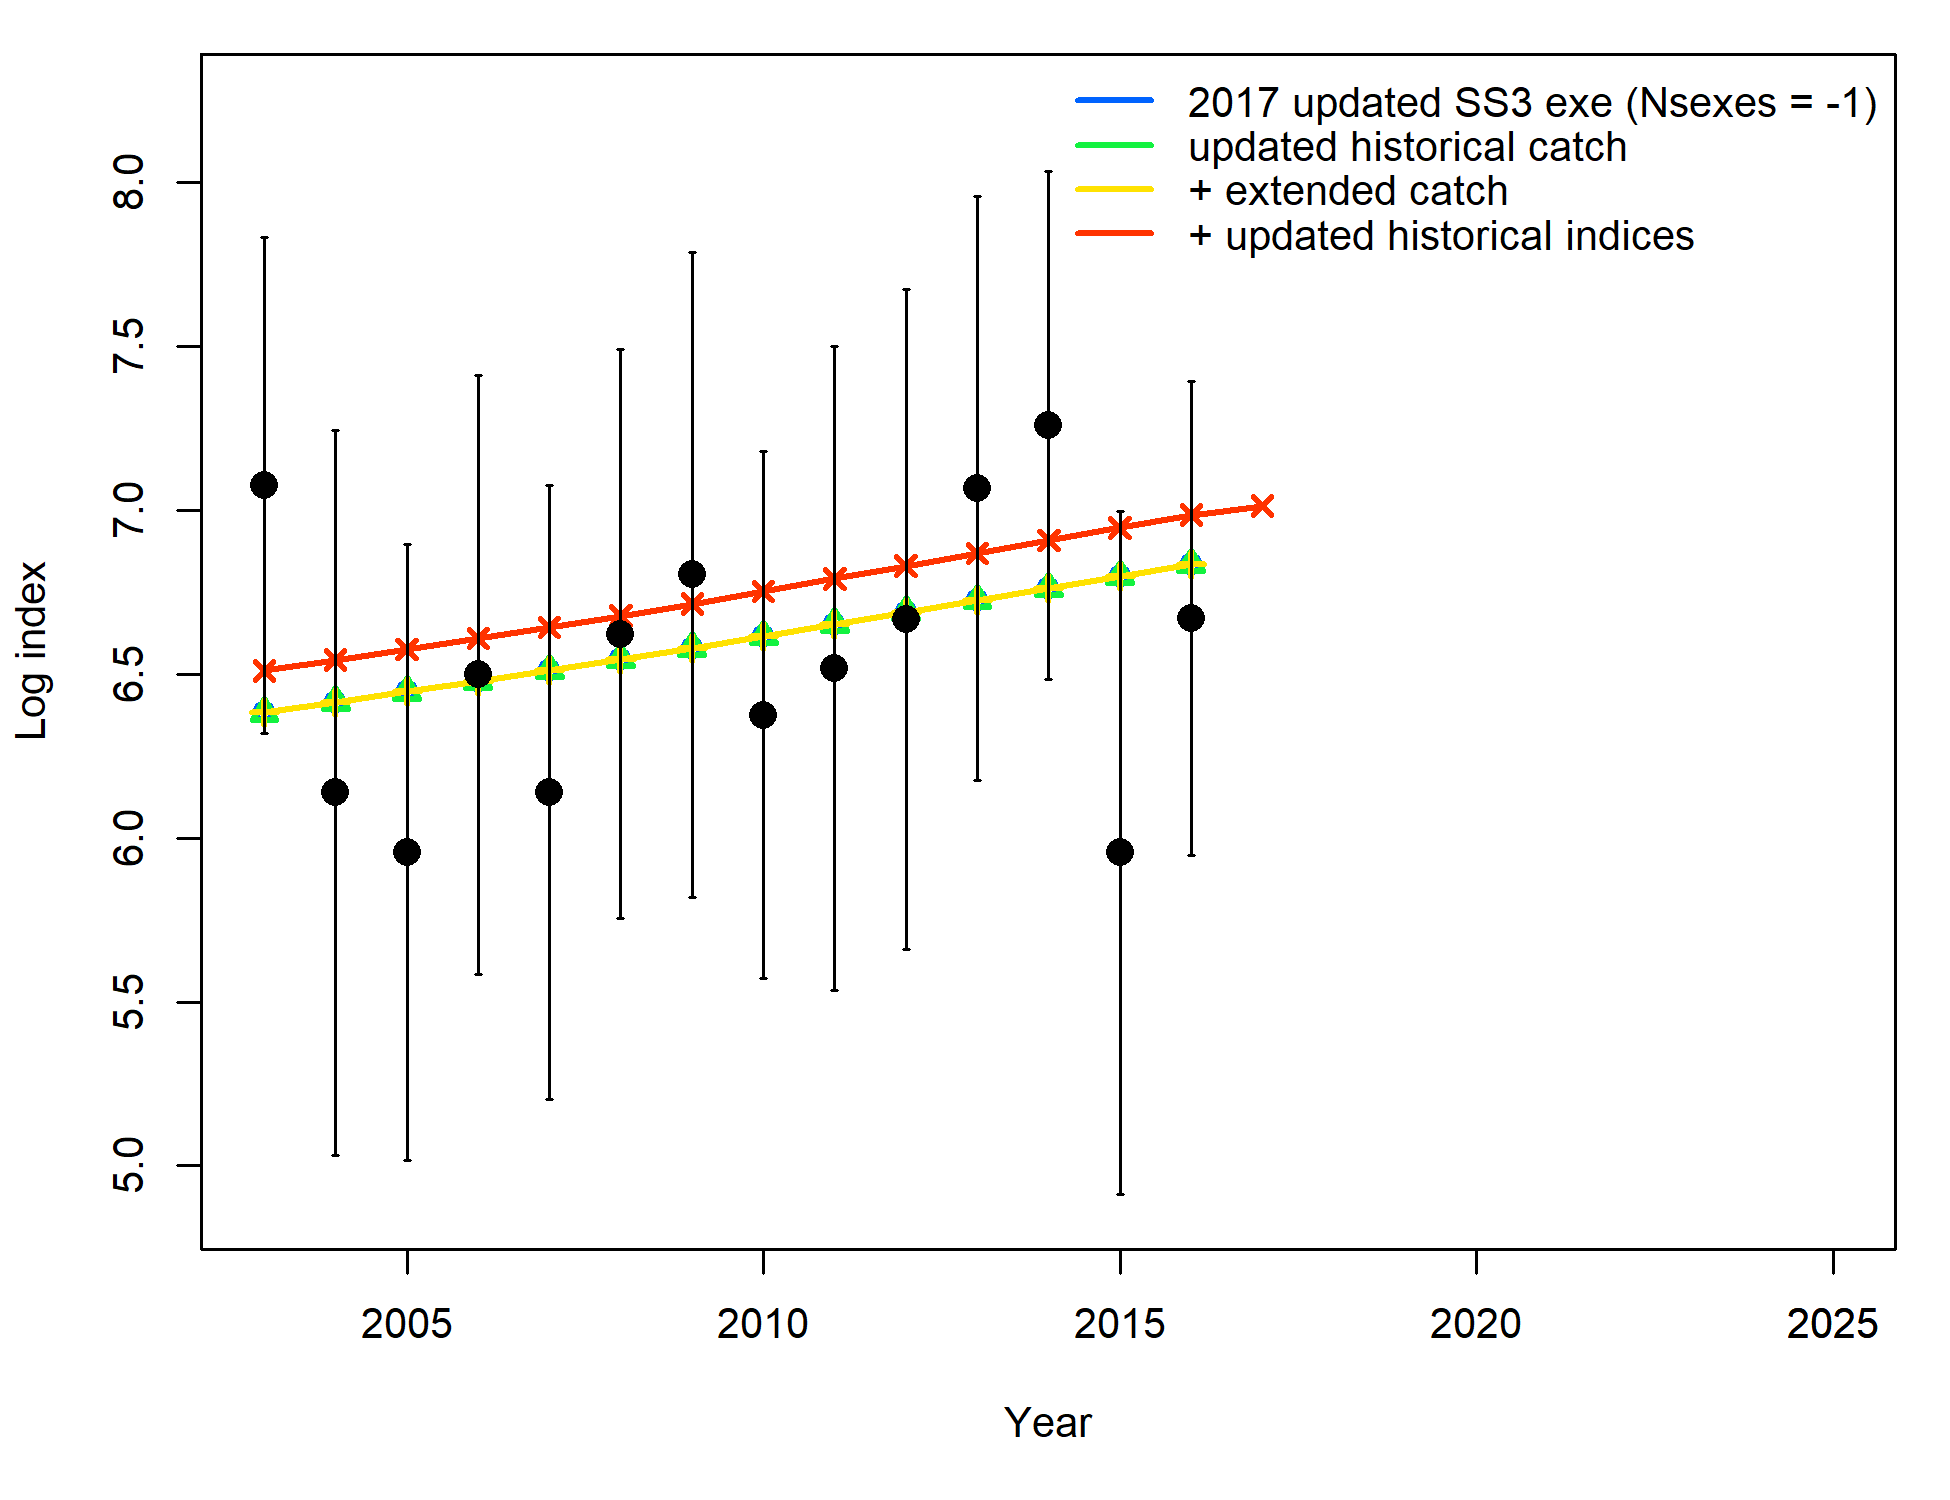 2017 updated SS3 exe (Nsexes = -1)
updated historical catch
+ extended catch
+ updated historical indices
Log index
8.0
7.5
7.0
6.5
6.0
5.5
5.0
2005 2010 2015 2020 2025
Year